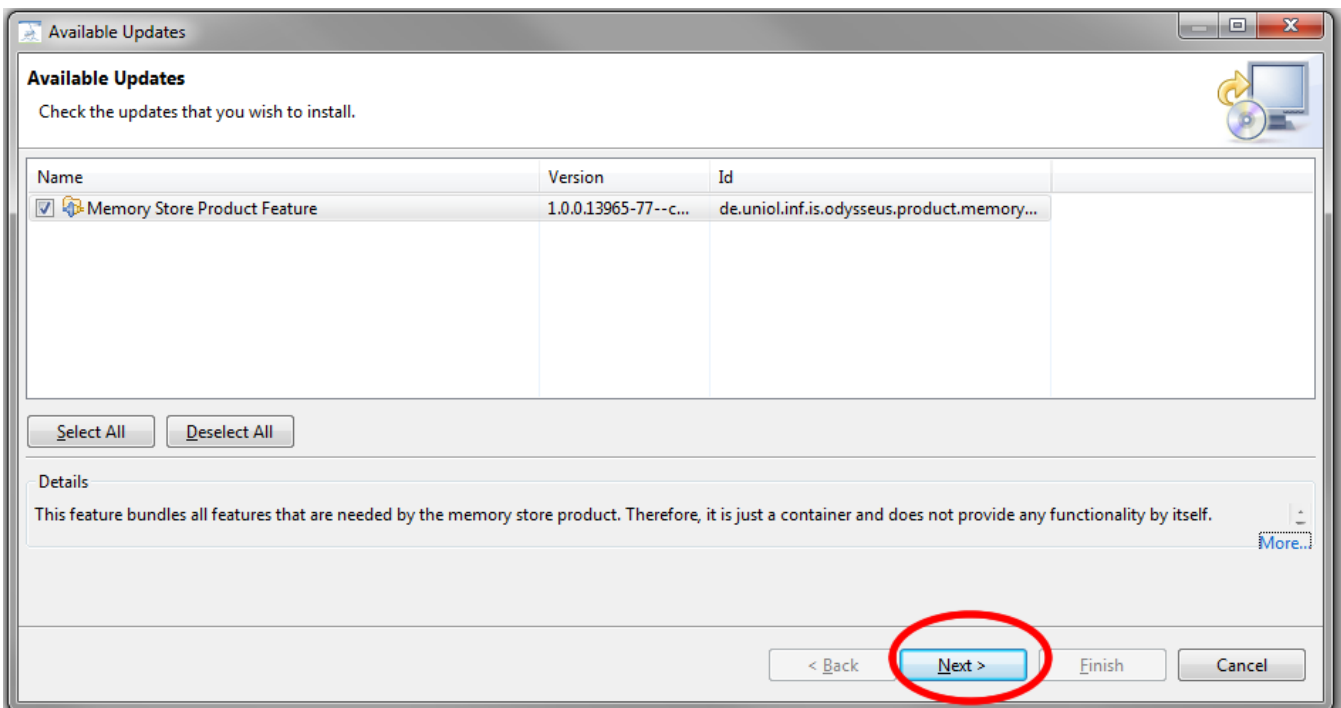 Available Updates
Available Updates
Check the updates that you wish to install.
Name Version Id
Memory Store Product Feature 1.0.0.13965-77--c... de.uniol.inf.is.odysseus.product.memory...
Select All Deselect All
Details
This feature bundles all features that are needed by the memory store product. Therefore, it is just a container and does not provide any functionality by itself.
More...
< Back Next > Finish Cancel